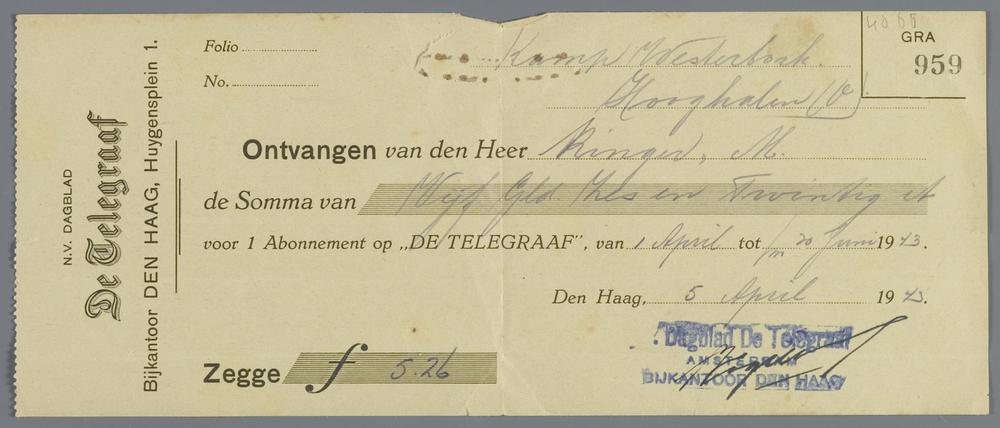 N.V. DAGBLAD
De Telegraaf
Bijkantoor DEN HAAG, Huygensplein 1.
Folio
No.
Kamp Westerbork.
Hooghalen (O)
GRA
959
Ontvangen van den Heer Ringer, M.
de Somma van Vijf Gld Zes en Twintig ct
voor 1 Abonnement op „DE TELEGRAAF", van 1 April tot 30 Juni 1943.
Den Haag, 5 April 1943.
Zegge f 5.26
Dagblad De Telegraaf
AMSTERDAM
BIJKANTOOR DEN HAAG